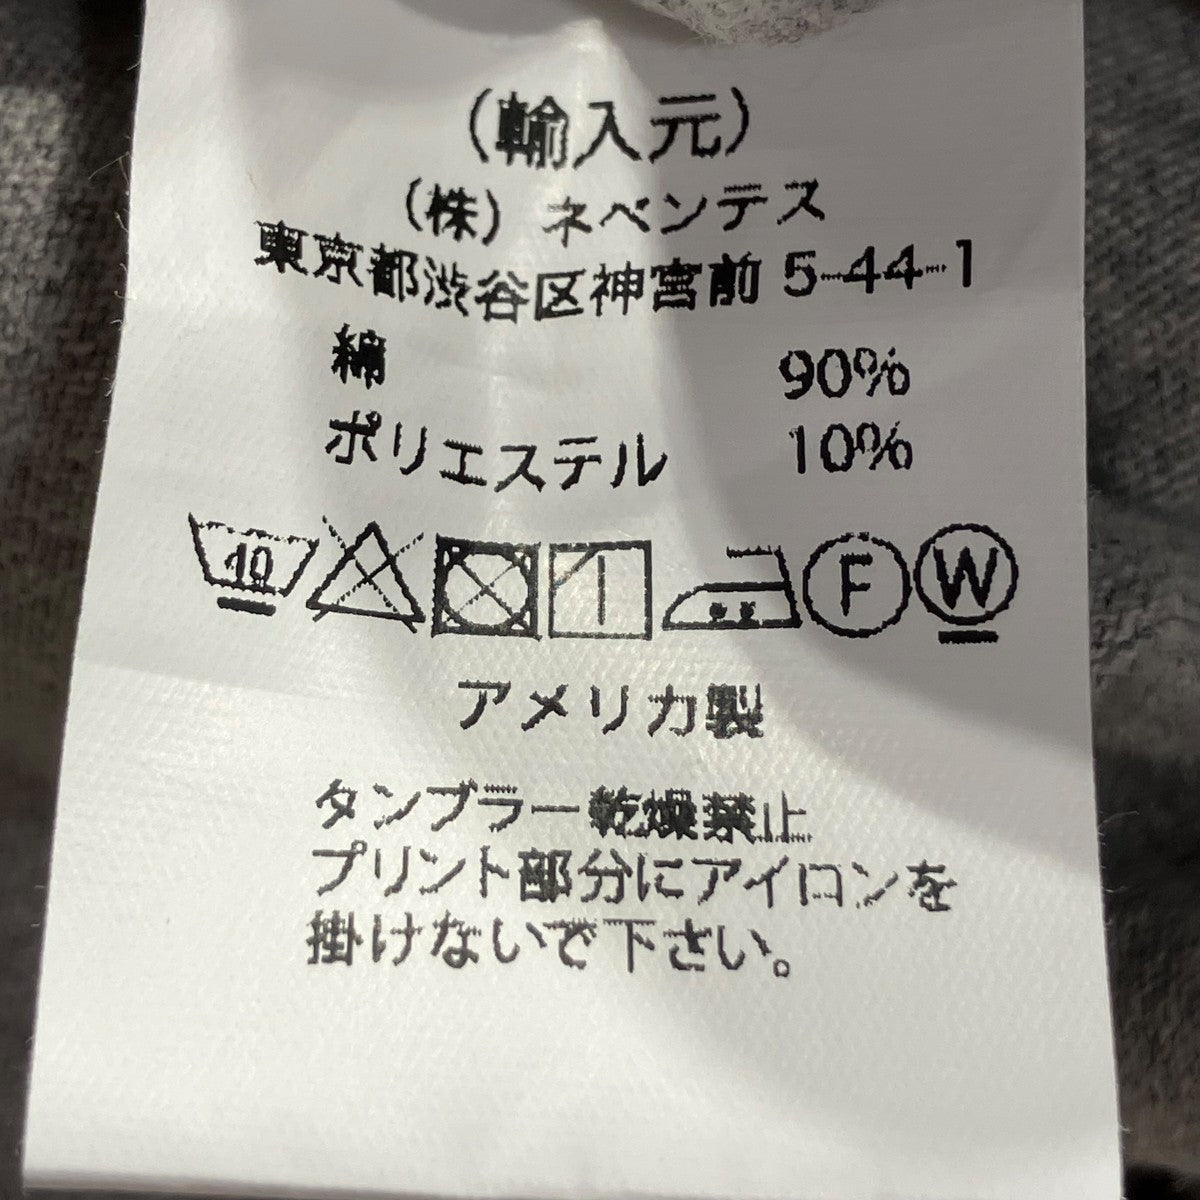 （輸入元）
（株）ネペンテス
東京都渋谷区神宮前 5-44-1
綿 90%
ポリエステル 10%
40 F W
アメリカ製
タンブラー乾燥禁止
プリント部分にアイロンを
掛けないで下さい。